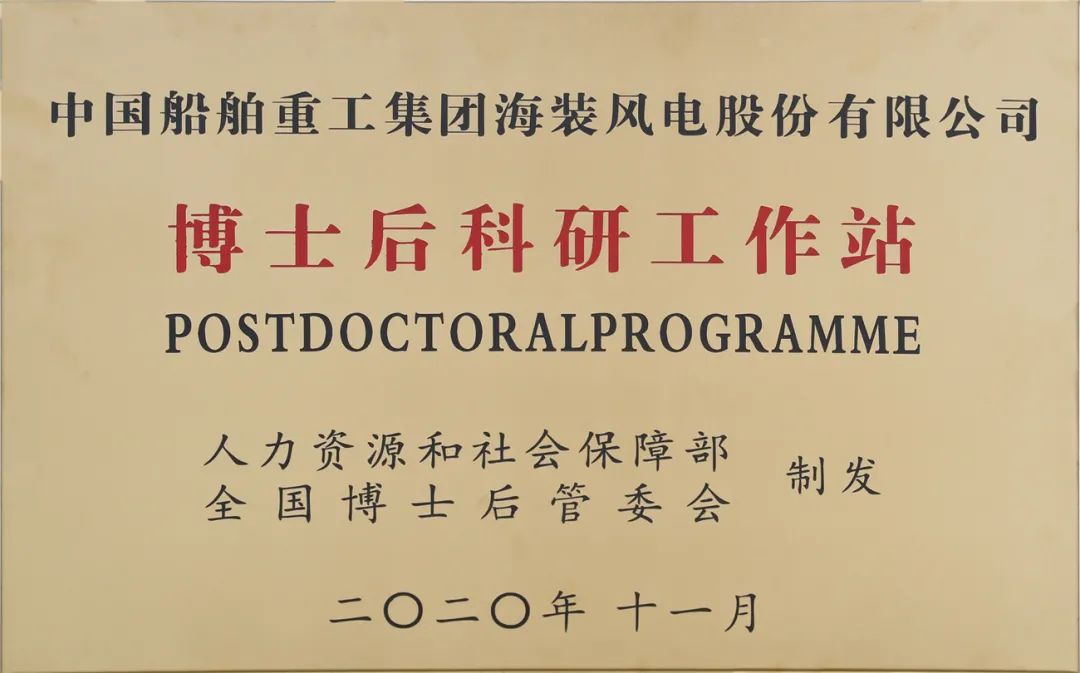 中国船舶重工集团海装风电股份有限公司
博士后科研工作站
POSTDOCTORALPROGRAMME
人力资源和社会保障部
全国博士后管委会
制发
二〇二〇年 十一月